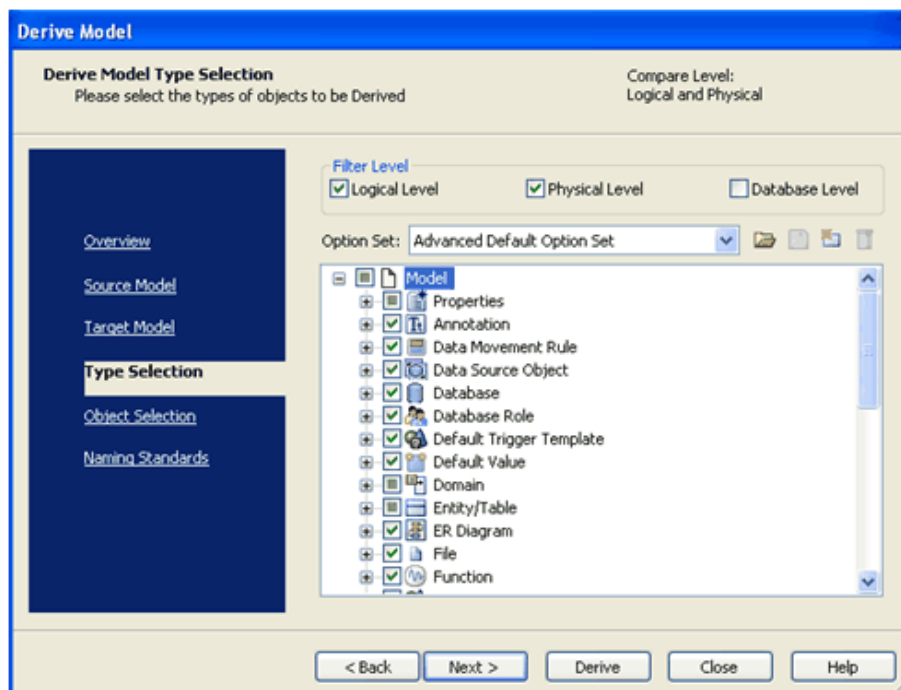 Derive Model
Derive Model Type Selection
Please select the types of objects to be Derived
Compare Level:
Logical and Physical
Overview
Source Model
Target Model
Type Selection
Object Selection
Naming Standards
Filter Level
Logical Level
Physical Level
Database Level
Option Set: Advanced Default Option Set
Model
Properties
Annotation
Data Movement Rule
Data Source Object
Database
Database Role
Default Trigger Template
Default Value
Domain
Entity/Table
ER Diagram
File
Function
< Back
Next >
Derive
Close
Help